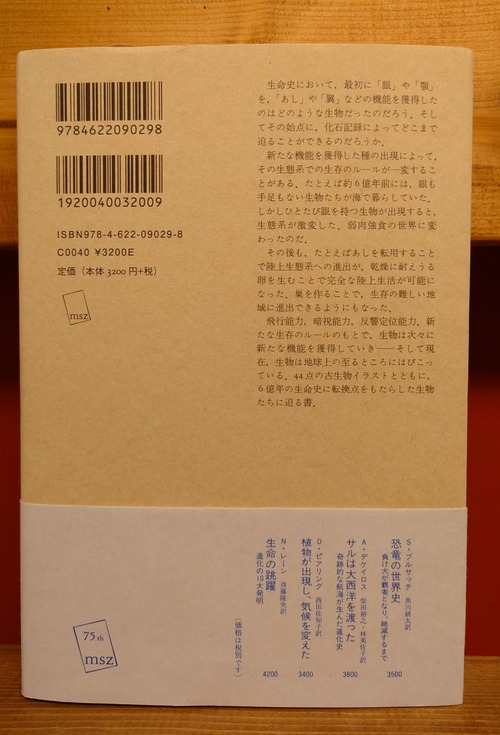 9784622090298
1920040032009
ISBN978-4-622-09029-8
C0040 ¥3200E
定価（本体 3200 円+税）
msz
生命史において，最初に「眼」や「顎」
を，「あし」や「翼」などの機能を獲得した
のはどのような生物だったのだろう．そし
てその始点に，化石記録によってどこまで
迫ることができるのだろうか．
新たな機能を獲得した種の出現によって，
その生態系での生存のルールが一変するこ
とがある．たとえば約6億年前には，眼も
手足もない生物たちが海で暮らしていた．
しかしひとたび眼を持つ生物が出現すると，
生態系が激変した，弱肉強食の世界に変
わったのだ．
その後も，たとえばあしを転用すること
で陸上生態系への進出が，乾燥に耐えうる
卵を生むことで完全な陸上生活が可能に
なった．巣を作ることで，生存の難しい地域
に進出できるようにもなった．
飛行能力，暗視能力，反響定位能力．新
たな生存のルールのもとで，生物は次々に
新たな機能を獲得していき——そして現
在，生物は地球上の至るところにはびこっ
ている．44点の古生物イラストとともに，
6億年の生命史に転換点をもたらした生物
たちに迫る書．
S・ブルサッテ 黒川耕大訳
恐竜の世界史
負け犬が覇者となり、絶滅するまで
3500
A・デケイロス 柴田裕之・林美佐子訳
サルは大西洋を渡った
奇跡的な航海が生んだ進化史
3800
D・ビアリング 西田佐知子訳
植物が出現し、気候を変えた
3400
N・レーン 斉藤隆央訳
生命の跳躍
進化の10大発明
4200
（価格は税別です）
75th
msz